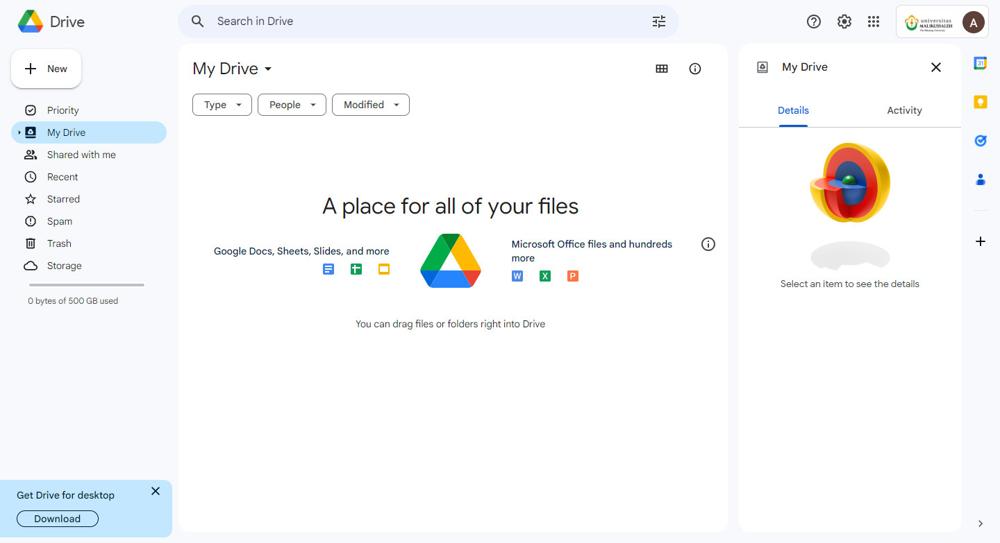 Drive
Search in Drive
universitas
MALIKUSSALEH
A
New
Priority
My Drive
Shared with me
Recent
Starred
Spam
Trash
Storage
0 bytes of 500 GB used
Get Drive for desktop
Download
My Drive
Type
People
Modified
A place for all of your files
Google Docs, Sheets, Slides, and more
Microsoft Office files and hundreds
more
W X P
You can drag files or folders right into Drive
My Drive
Details
Activity
Select an item to see the details
31